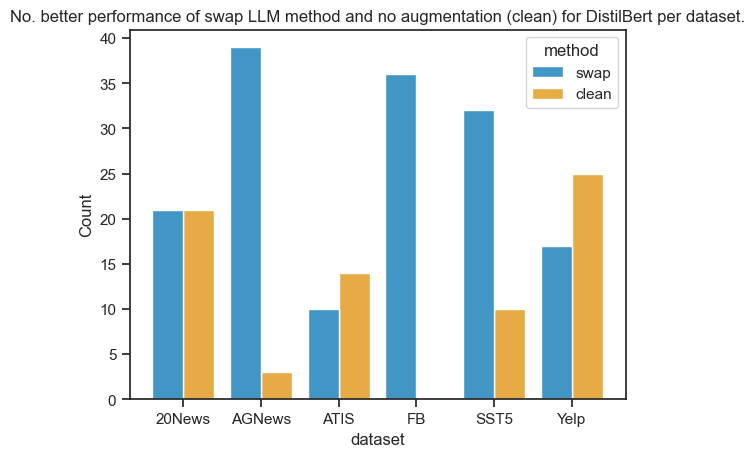 No. better performance of swap LLM method and no augmentation (clean) for DistilBert per dataset.
method
swap
clean
Count
40
35
30
25
20
15
10
5
0
20News AGNews ATIS FB SST5 Yelp
dataset